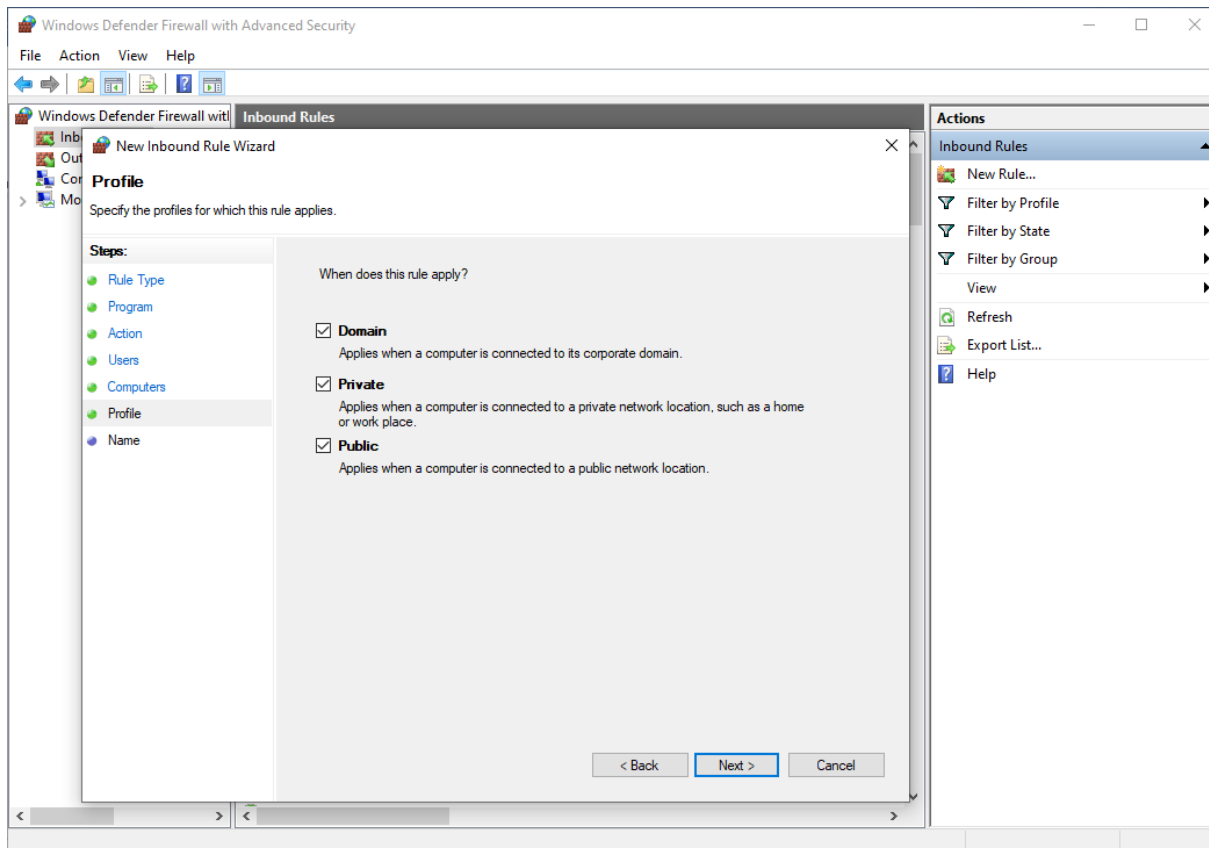 Windows Defender Firewall with Advanced Security
File Action View Help
Windows Defender Firewall with
Inbound Rules
Actions
Inb
Out
Cor
Mo
New Inbound Rule Wizard
Profile
Specify the profiles for which this rule applies.
Steps:
Rule Type
Program
Action
Users
Computers
Profile
Name
When does this rule apply?
Domain
Applies when a computer is connected to its corporate domain.
Private
Applies when a computer is connected to a private network location, such as a home
or work place.
Public
Applies when a computer is connected to a public network location.
< Back
Next >
Cancel
Inbound Rules
New Rule...
Filter by Profile
Filter by State
Filter by Group
View
Refresh
Export List...
Help